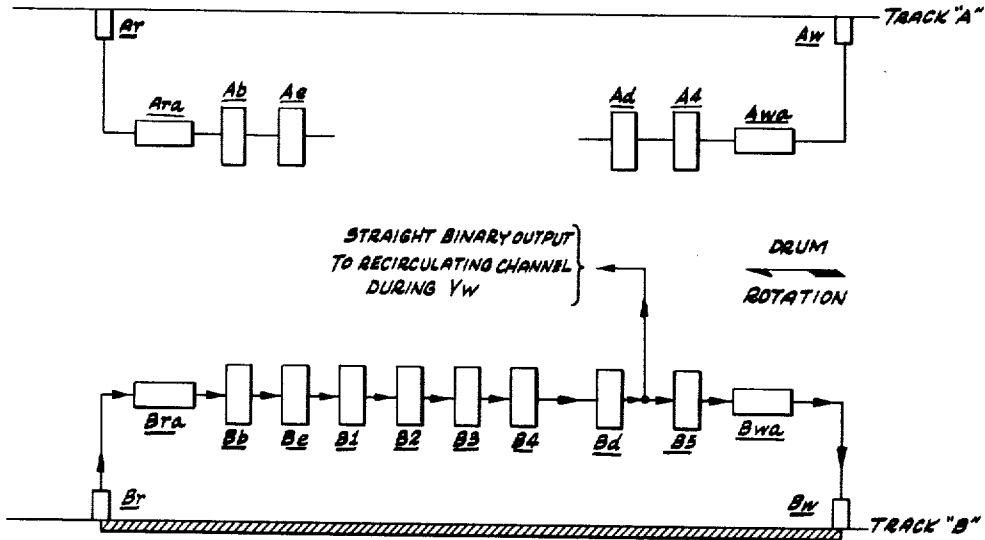 TRACK "A"
Ar
Aw
Ara
Ab
Ae
Ad
A4
Awa
STRAIGHT BINARY OUTPUT
TO RECIRCULATING CHANNEL
DURING YW
DRUM
ROTATION
Bra
Bb
Be
B1
B2
B3
B4
Bd
B5
Bwa
Br
Bw
TRACK "B"